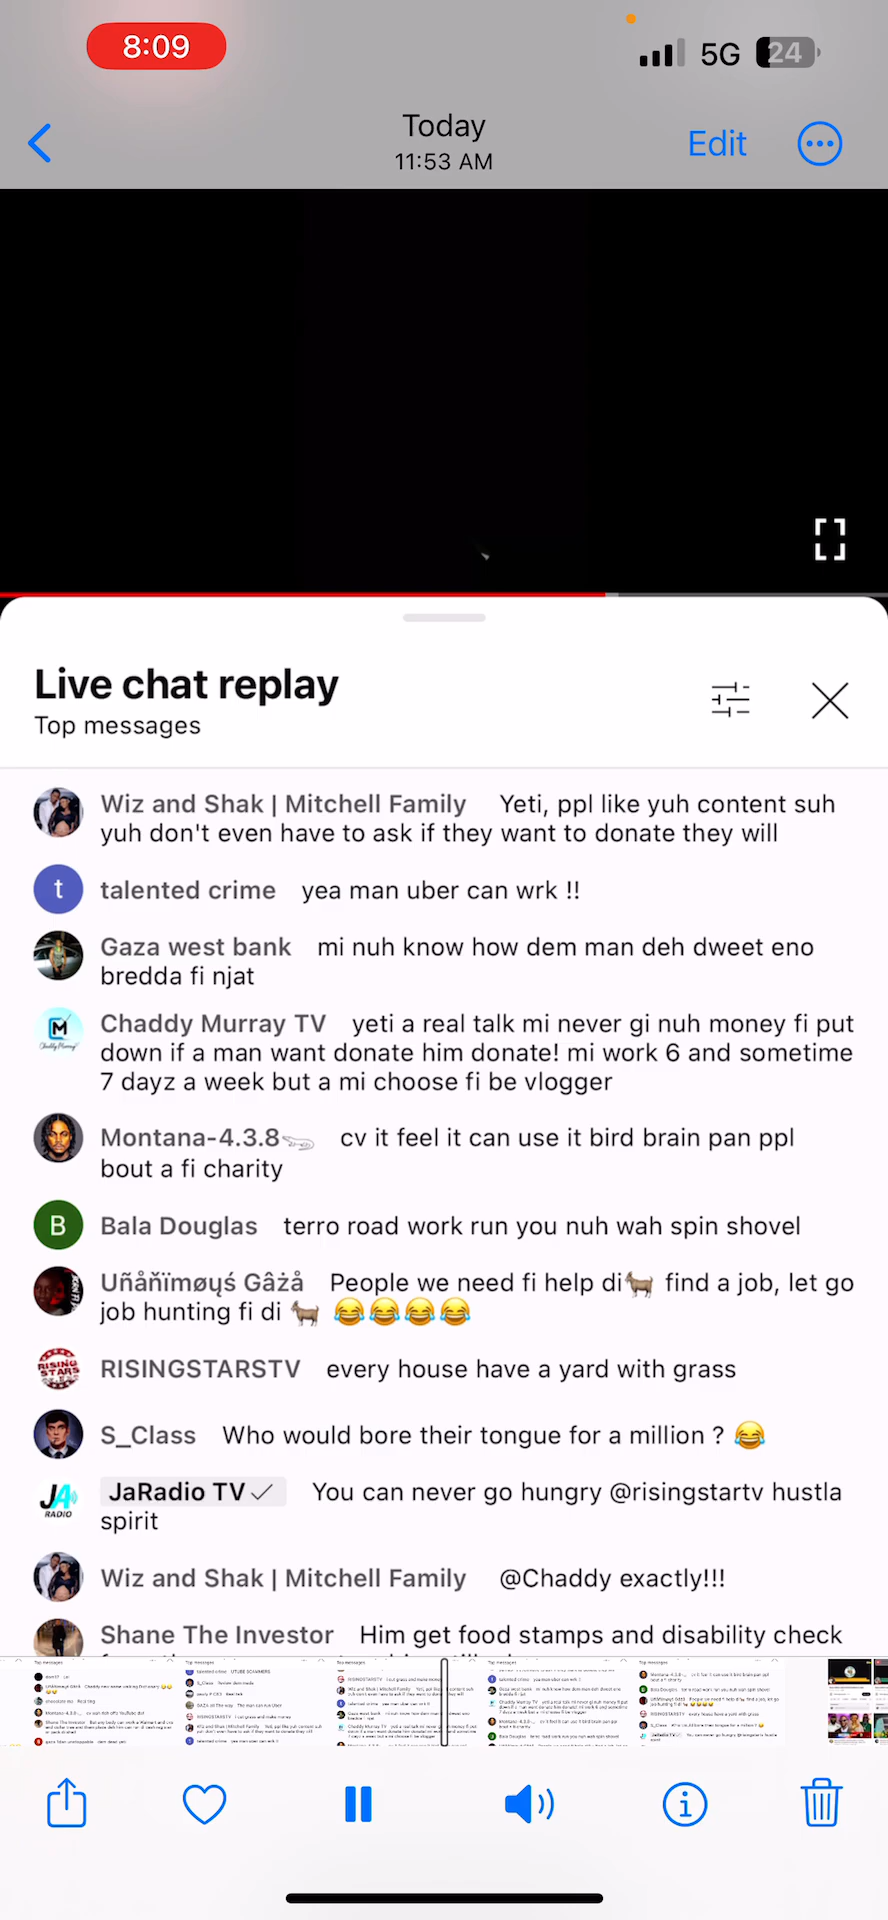 8:09
5G 24
Today
11:53 AM
Edit
Live chat replay
Top messages
Wiz and Shak | Mitchell Family Yeti, ppl like yuh content suh
yuh don't even have to ask if they want to donate they will
t talented crime yea man uber can wrk !!
Gaza west bank mi nuh know how dem man deh dweet eno
bredda fi njat
Chaddy Murray TV yeti a real talk mi never gi nuh money fi put
down if a man want donate him donate! mi work 6 and sometime
7 dayz a week but a mi choose fi be vlogger
Montana-4.3.8🐊 cv it feel it can use it bird brain pan ppl
bout a fi charity
B Bala Douglas terro road work run you nuh wah spin shovel
Uñåñïmøųś Gâżå People we need fi help di🐐 find a job, let go
job hunting fi di 🐐 😂😂😂😂
RISING STARS RISINGSTARSTV every house have a yard with grass
S_Class Who would bore their tongue for a million ? 😂
JA RADIO JaRadio TV✓ You can never go hungry @risingstartv hustla
spirit
Wiz and Shak | Mitchell Family @Chaddy exactly!!!
Shane The Investor Him get food stamps and disability check